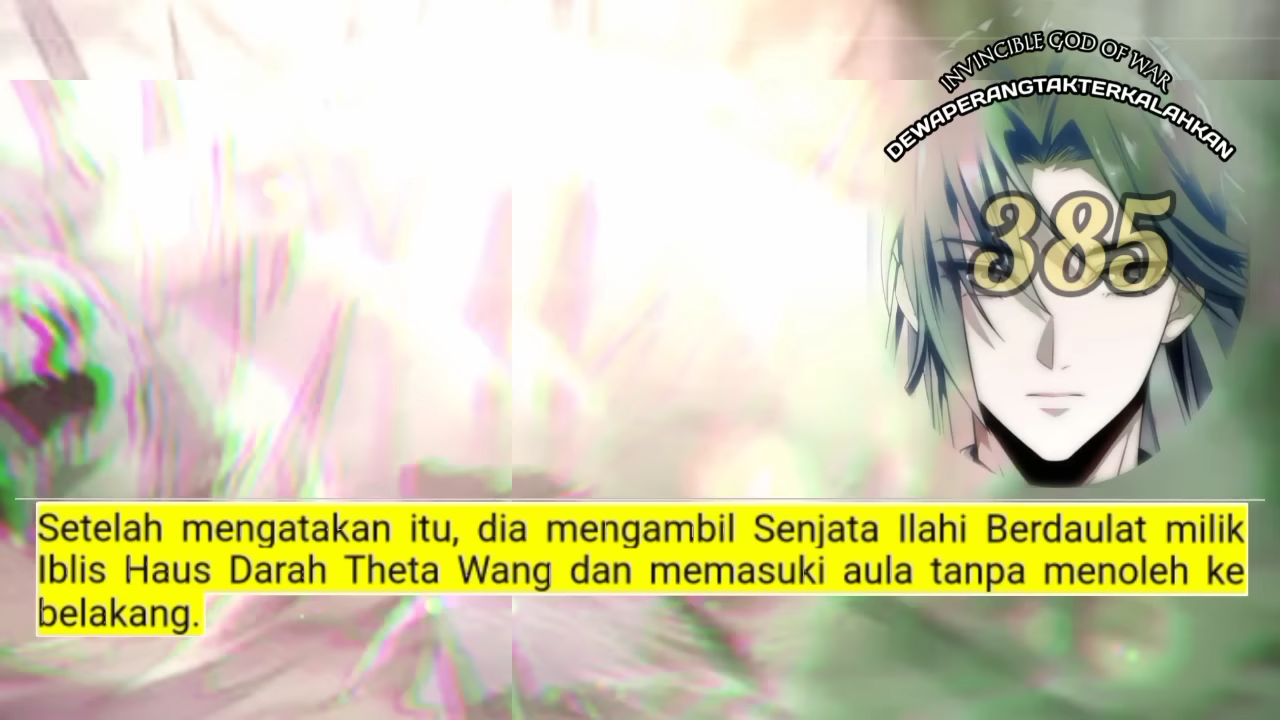 INVINCIBLE GOD OF WAR
DEWAPERANGTAKTERKALAHKAN
385
Setelah mengatakan itu, dia mengambil Senjata Ilahi Berdaulat milik
Iblis Haus Darah Theta Wang dan memasuki aula tanpa menoleh ke
belakang.